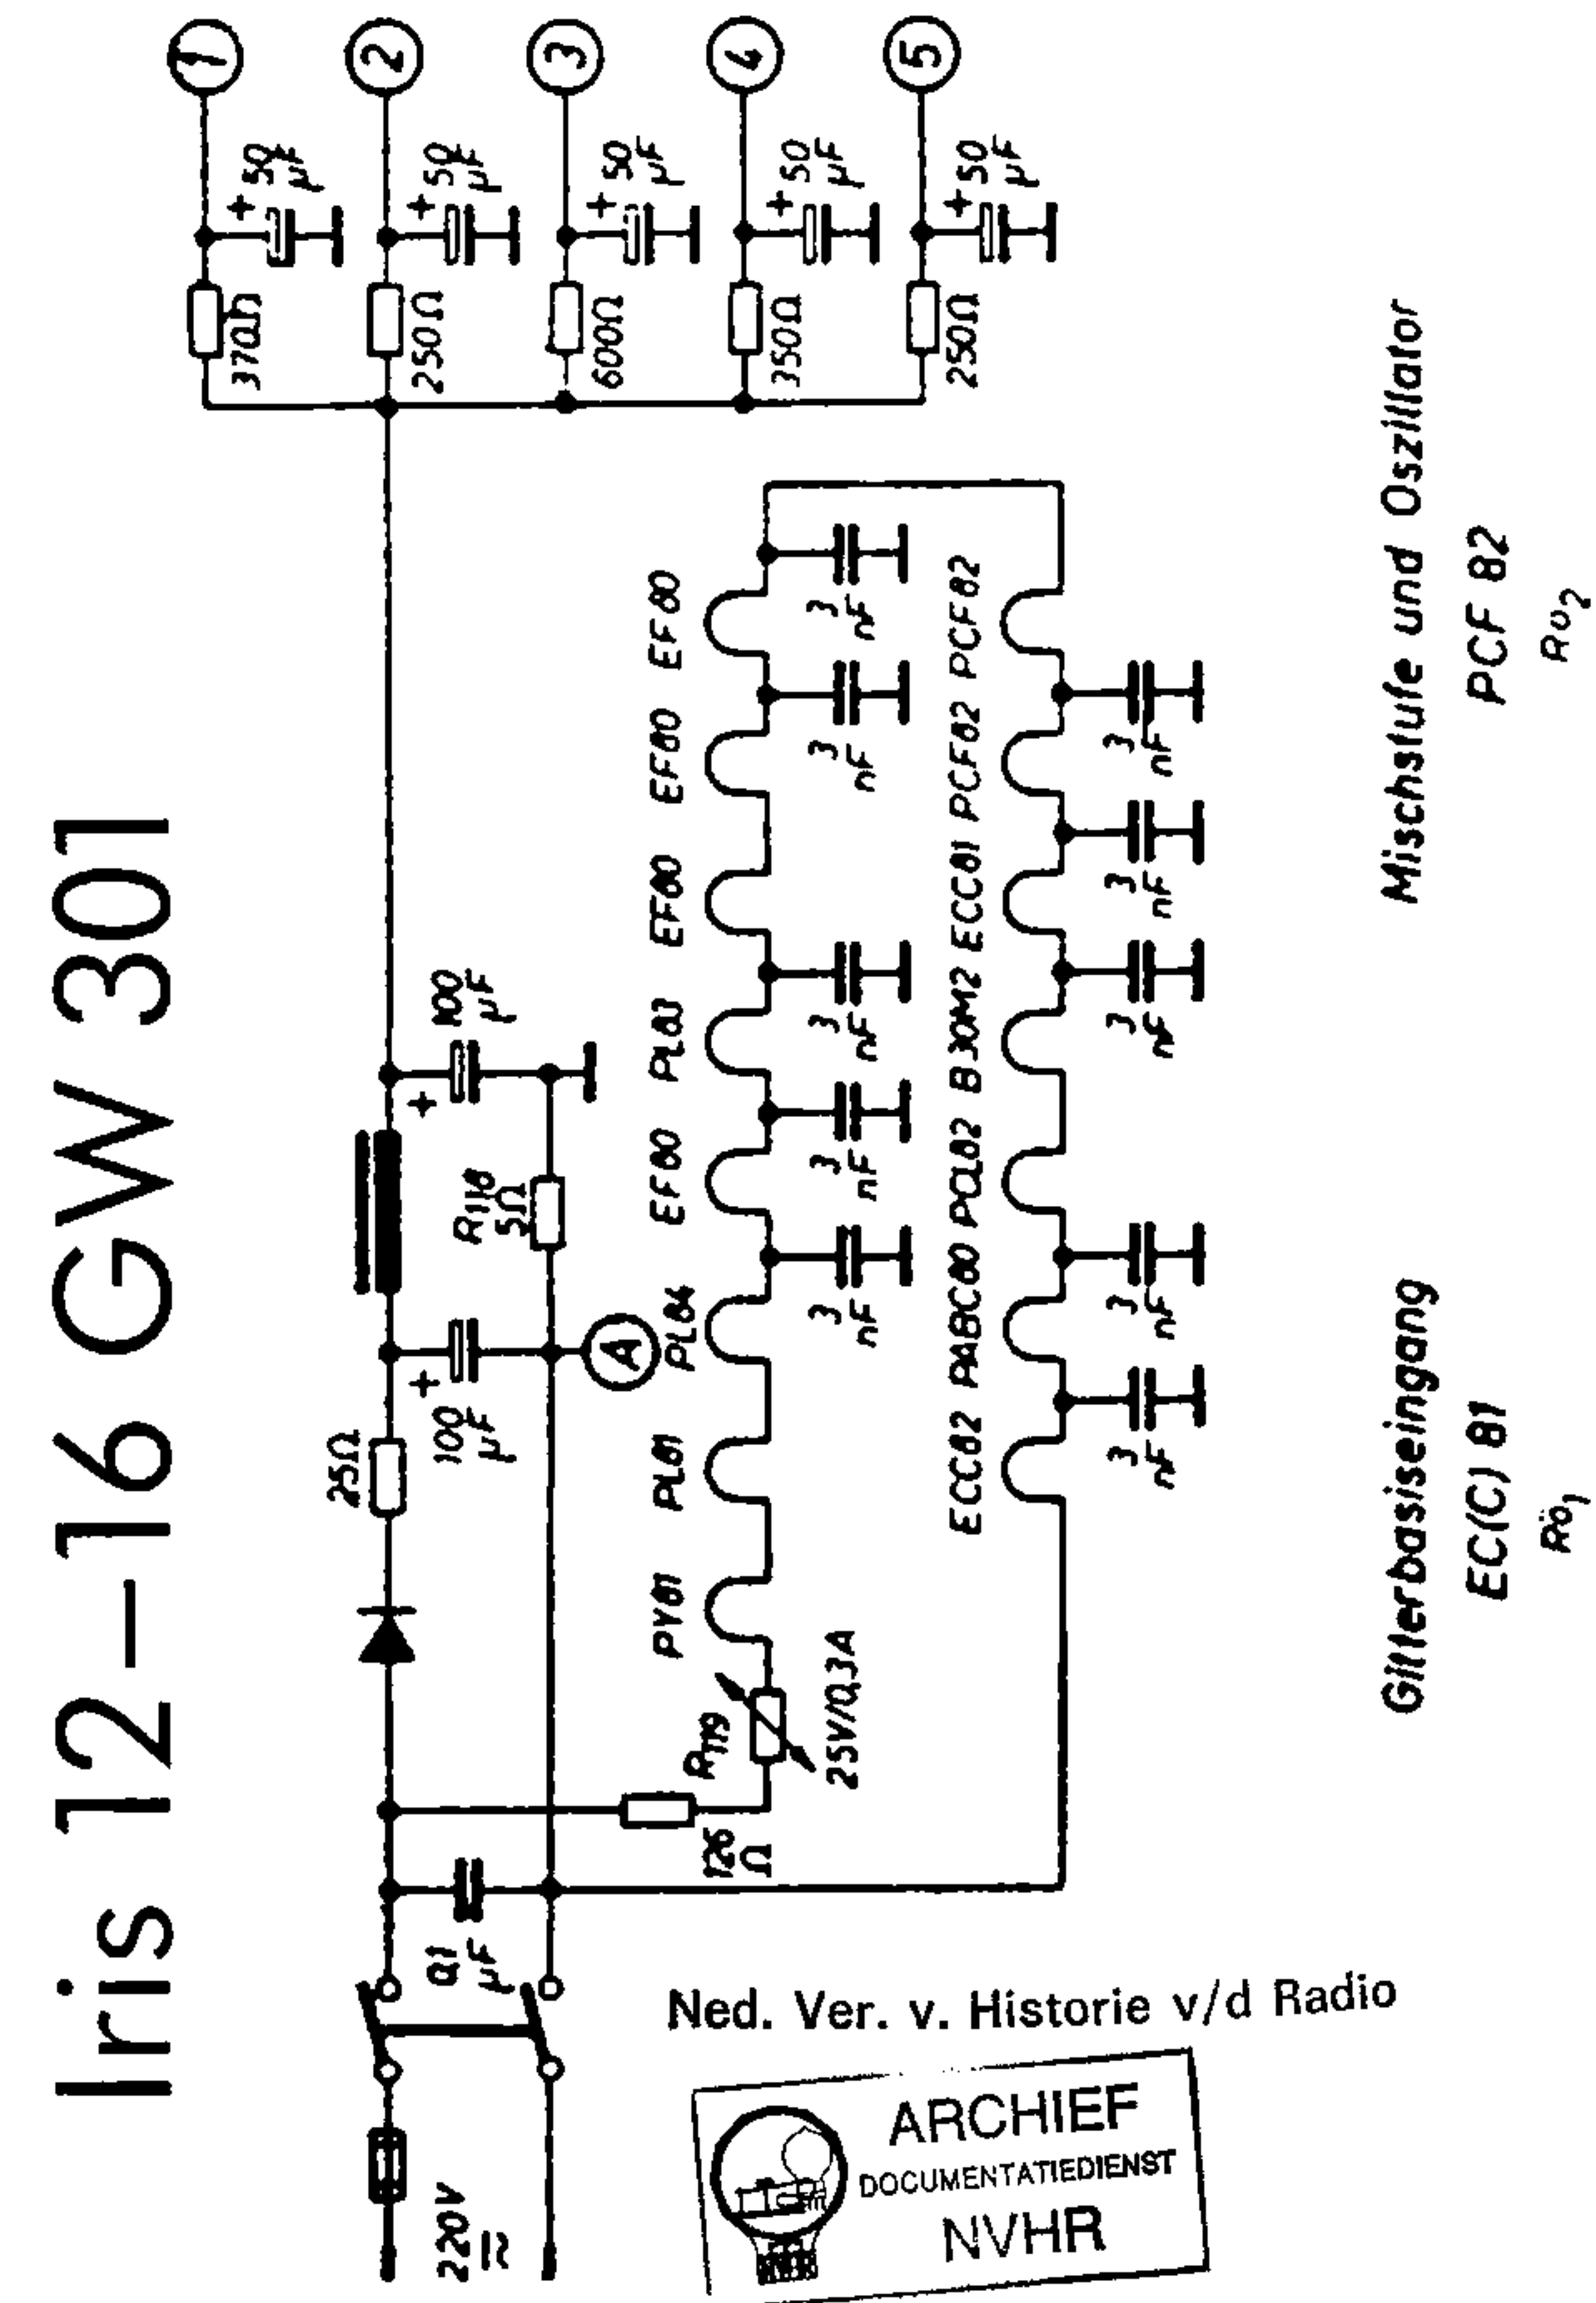 Iris 12-16 GW 301
1
2
3
4
5
+ 50 µF
+ 50 µF
+ 50 µF
+ 50 µF
+ 50 µF
370Ω
250Ω
600Ω
350Ω
250Ω
220V
≂
0,1 µF
25Ω
+ 100 µF
+ 100 µF
R118 5Ω
A
R119
25V/0,3A
PY81 PL81 PL84 EF80 PL83 EF80 EF80 EF80
3 nF
3 nF
3 nF
3 nF
3 nF
ECC82 PABC80 PCL82 B30M2 ECC81 PCF82 PCF82
3 nF
3 nF
3 nF
3 nF
3 nF
Gitterbasiseingang
EC(C) 81
Rö1
Mischstufe und Oszillator
PCF 82
Rö2
Ned. Ver. v. Historie v/d Radio
ARCHIEF
DOCUMENTATIEDIENST
NVHR